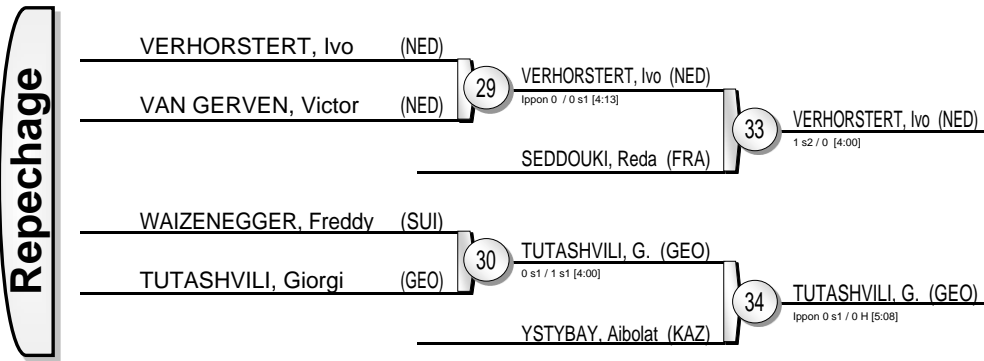 Repechage
VERHORSTERT, Ivo (NED)
VAN GERVEN, Victor (NED)
29
VERHORSTERT, Ivo (NED)
Ippon 0 / 0 s1 [4:13]
SEDDOUKI, Reda (FRA)
33
VERHORSTERT, Ivo (NED)
1 s2 / 0 [4:00]
WAIZENEGGER, Freddy (SUI)
TUTASHVILI, Giorgi (GEO)
30
TUTASHVILI, G. (GEO)
0 s1 / 1 s1 [4:00]
YSTYBAY, Aibolat (KAZ)
34
TUTASHVILI, G. (GEO)
Ippon 0 s1 / 0 H [5:08]